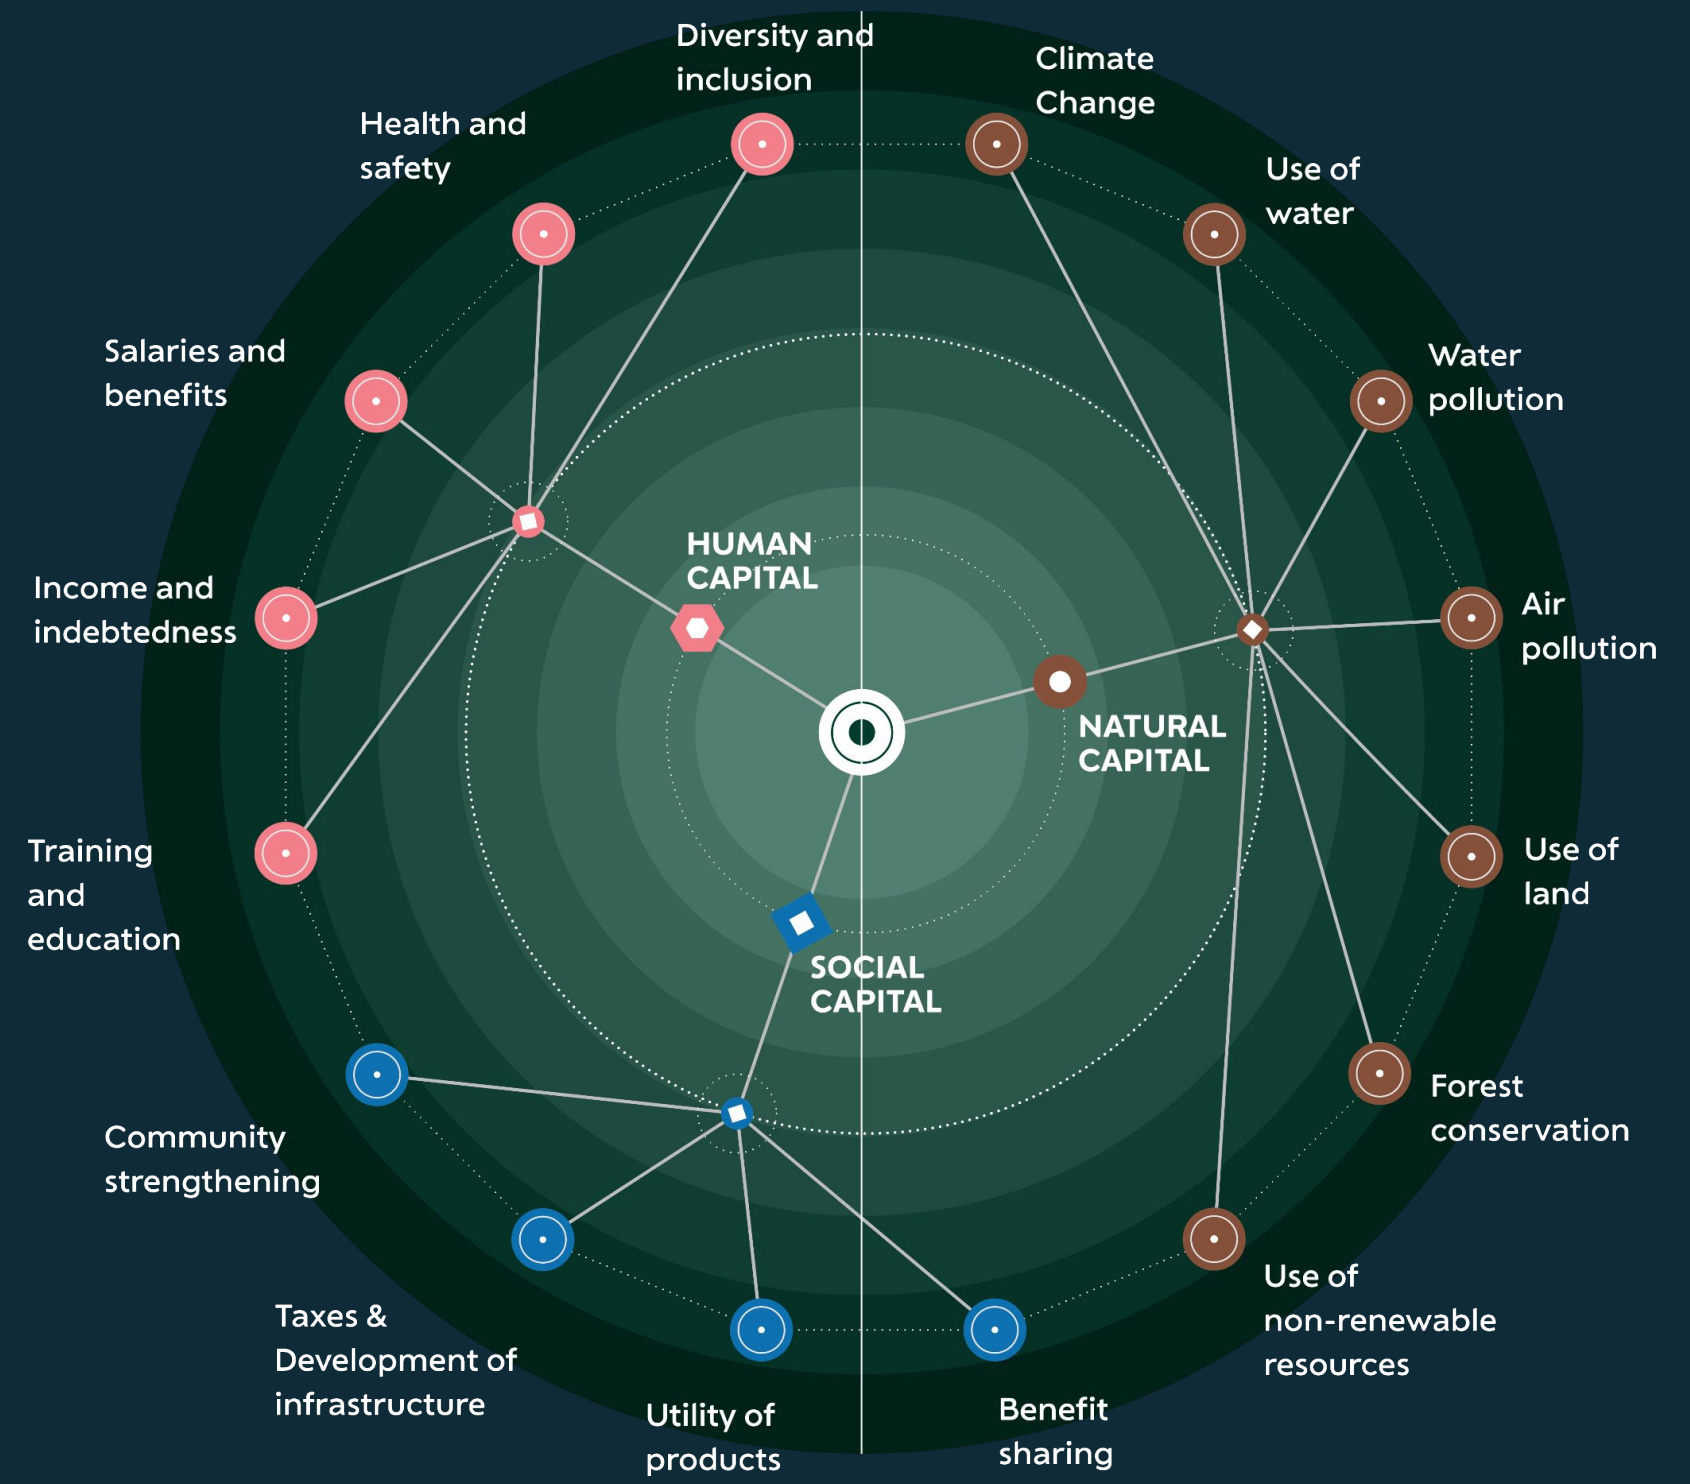 Diversity and
inclusion
Climate
Change
Health and
safety
Use of
water
Salaries and
benefits
Water
pollution
HUMAN
CAPITAL
Income and
indebtedness
Air
pollution
NATURAL
CAPITAL
Training
and
education
Use of
land
SOCIAL
CAPITAL
Forest
conservation
Community
strengthening
Use of
non-renewable
resources
Taxes &
Development of
infrastructure
Utility of
products
Benefit
sharing